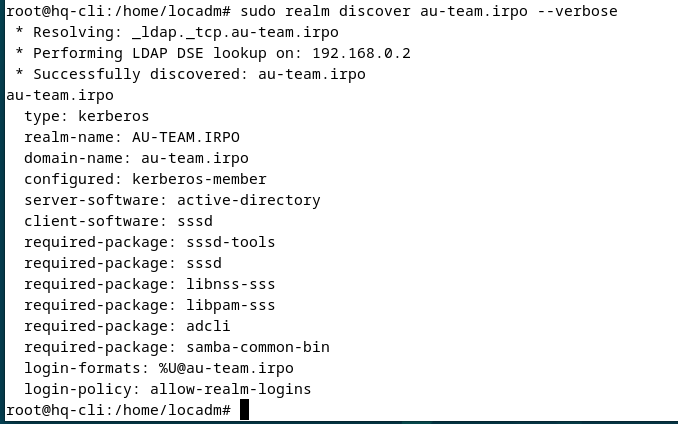 root@hq-cli:/home/locadm# sudo realm discover au-team.irpo --verbose
 * Resolving: _ldap._tcp.au-team.irpo
 * Performing LDAP DSE lookup on: 192.168.0.2
 * Successfully discovered: au-team.irpo
au-team.irpo
  type: kerberos
  realm-name: AU-TEAM.IRPO
  domain-name: au-team.irpo
  configured: kerberos-member
  server-software: active-directory
  client-software: sssd
  required-package: sssd-tools
  required-package: sssd
  required-package: libnss-sss
  required-package: libpam-sss
  required-package: adcli
  required-package: samba-common-bin
  login-formats: %U@au-team.irpo
  login-policy: allow-realm-logins
root@hq-cli:/home/locadm#